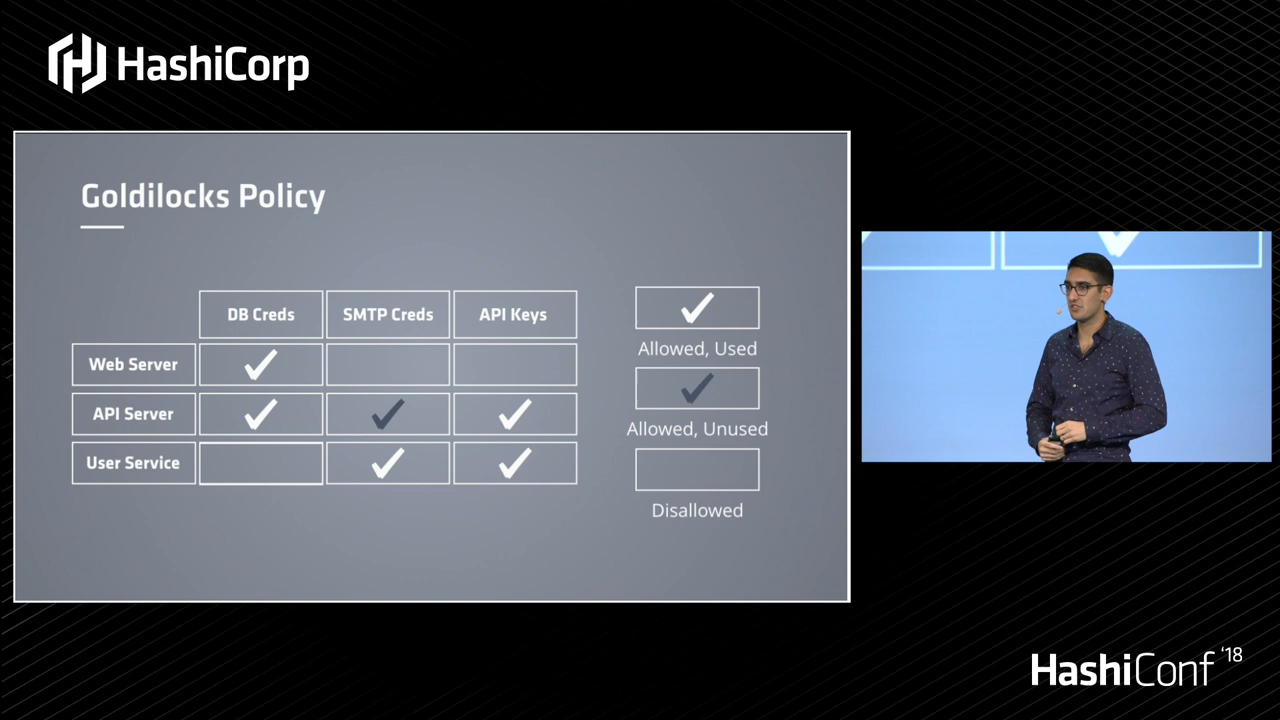 HashiCorp
Goldilocks Policy
DB Creds SMTP Creds API Keys
Web Server
API Server
User Service
Allowed, Used
Allowed, Unused
Disallowed
HashiConf '18